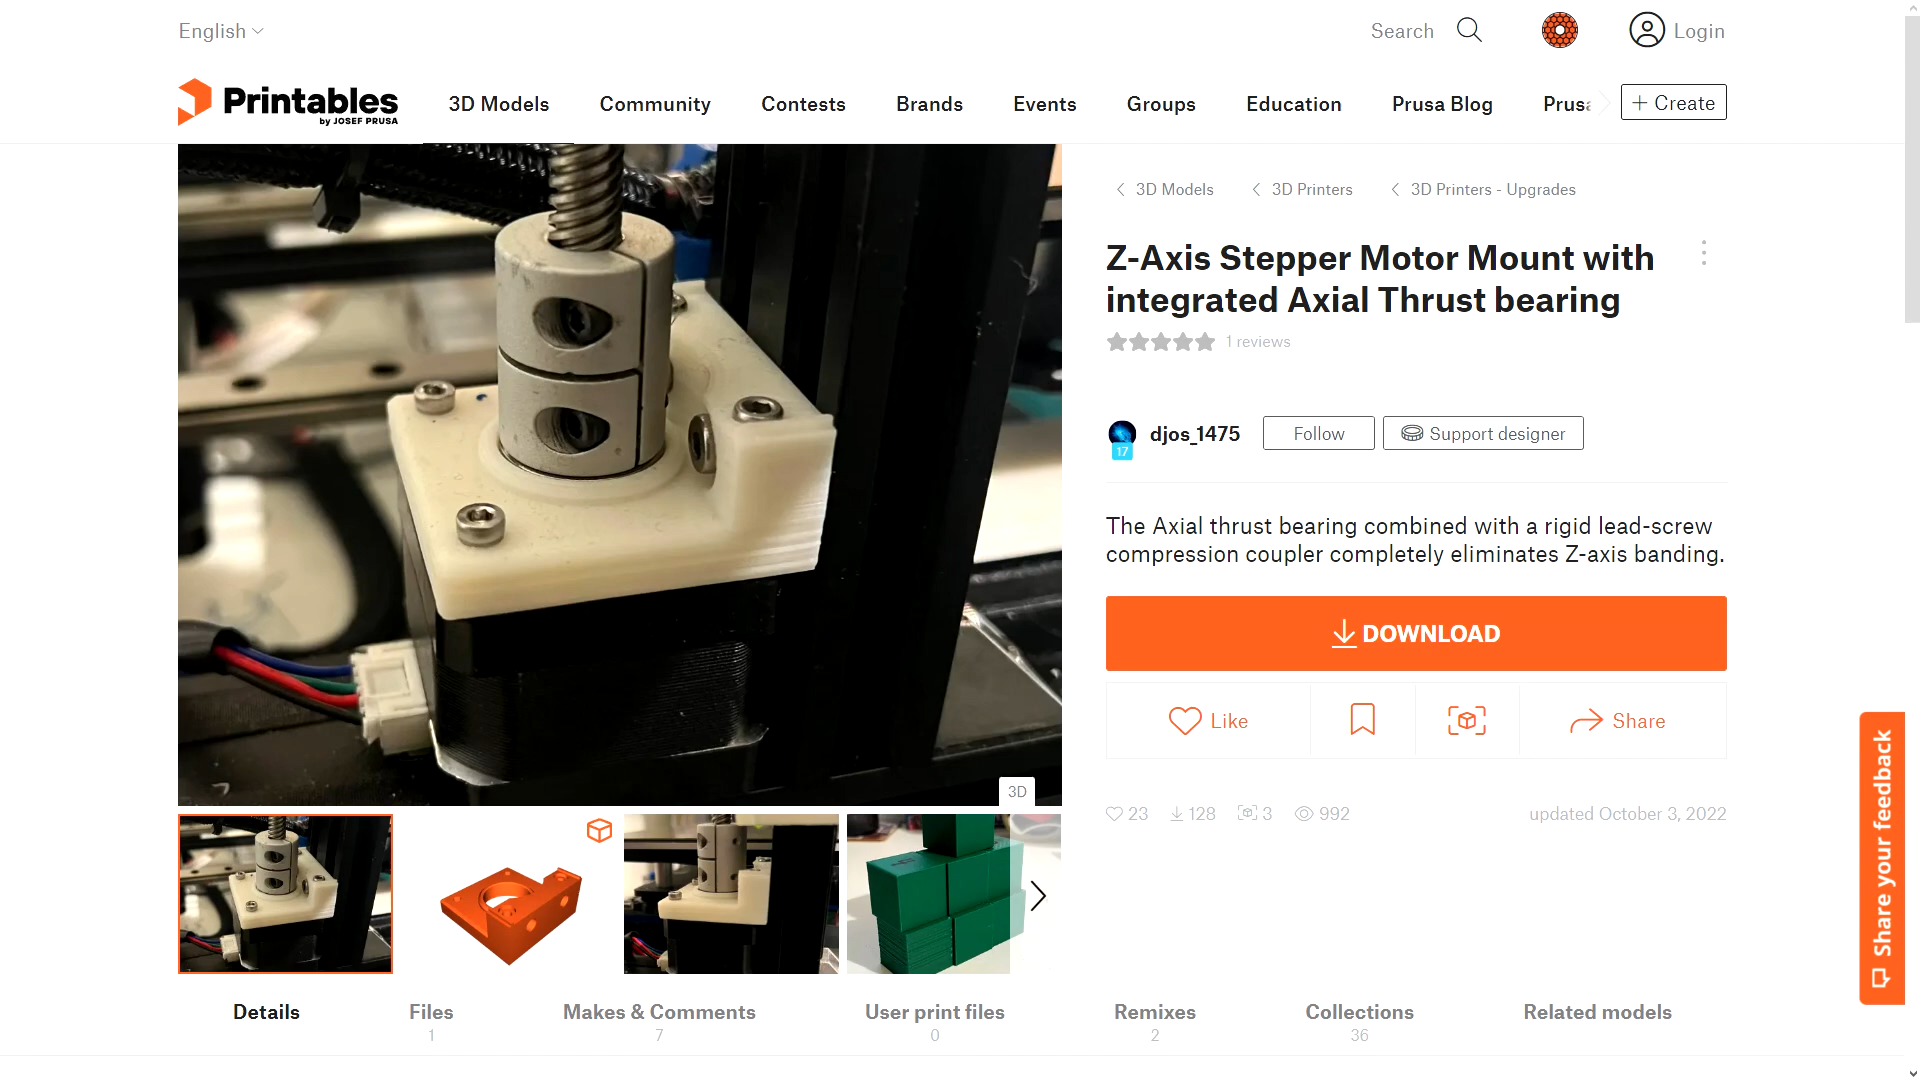 English
Search
Login
Printables
by JOSEF PRUSA
3D Models
Community
Contests
Brands
Events
Groups
Education
Prusa Blog
Prusa
+ Create
3D Models
3D Printers
3D Printers - Upgrades
Z-Axis Stepper Motor Mount with
integrated Axial Thrust bearing
1 reviews
djos_1475
17
Follow
Support designer
The Axial thrust bearing combined with a rigid lead-screw
compression coupler completely eliminates Z-axis banding.
DOWNLOAD
Like
Share
3D
23
128
3
992
updated October 3, 2022
Share your feedback
Details
Files
1
Makes & Comments
7
User print files
0
Remixes
2
Collections
36
Related models